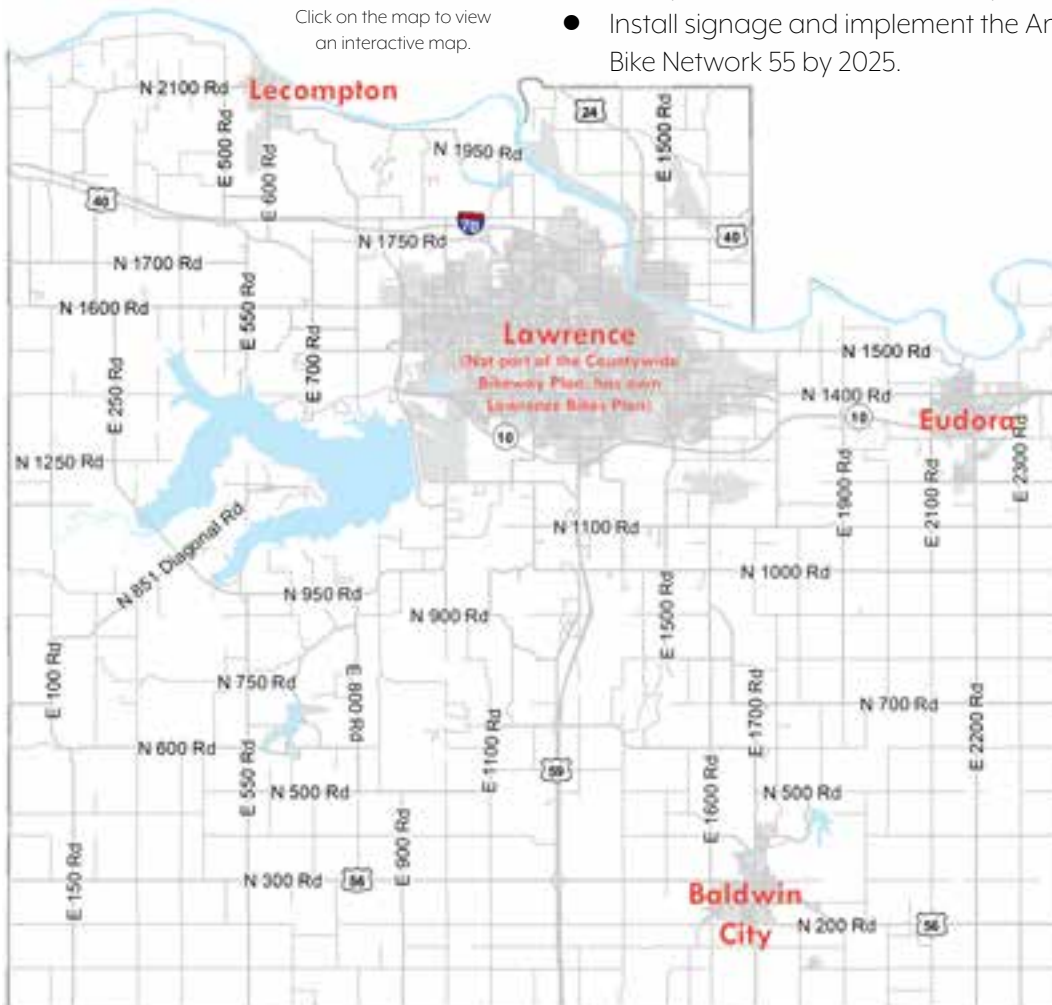 Click on the map to view
an interactive map.
● Install signage and implement the
Bike Network 55 by 2025.
N 2100 Rd
Lecompton
24
E 500 Rd
E 600 Rd
N 1950 Rd
E 1500 Rd
40
70
N 1750 Rd
40
N 1700 Rd
N 1600 Rd
E 550 Rd
E 700 Rd
Lawrence
(Not part of the Countywide
Bikeway Plan, has own
Lawrence Bikes Plan)
N 1500 Rd
E 250 Rd
N 1400 Rd
10
Eudora
10
N 1250 Rd
E 1900 Rd
E 2100 Rd
E 2300 Rd
N 851 Diagonal Rd
N 1100 Rd
N 1000 Rd
N 950 Rd
N 900 Rd
E 1500 Rd
E 100 Rd
N 750 Rd
E 800 Rd
E 1700 Rd
N 700 Rd
E 2200 Rd
N 600 Rd
E 550 Rd
E 1100 Rd
59
N 500 Rd
E 1600 Rd
N 500 Rd
E 150 Rd
E 900 Rd
N 300 Rd
56
Baldwin
City
N 200 Rd
56